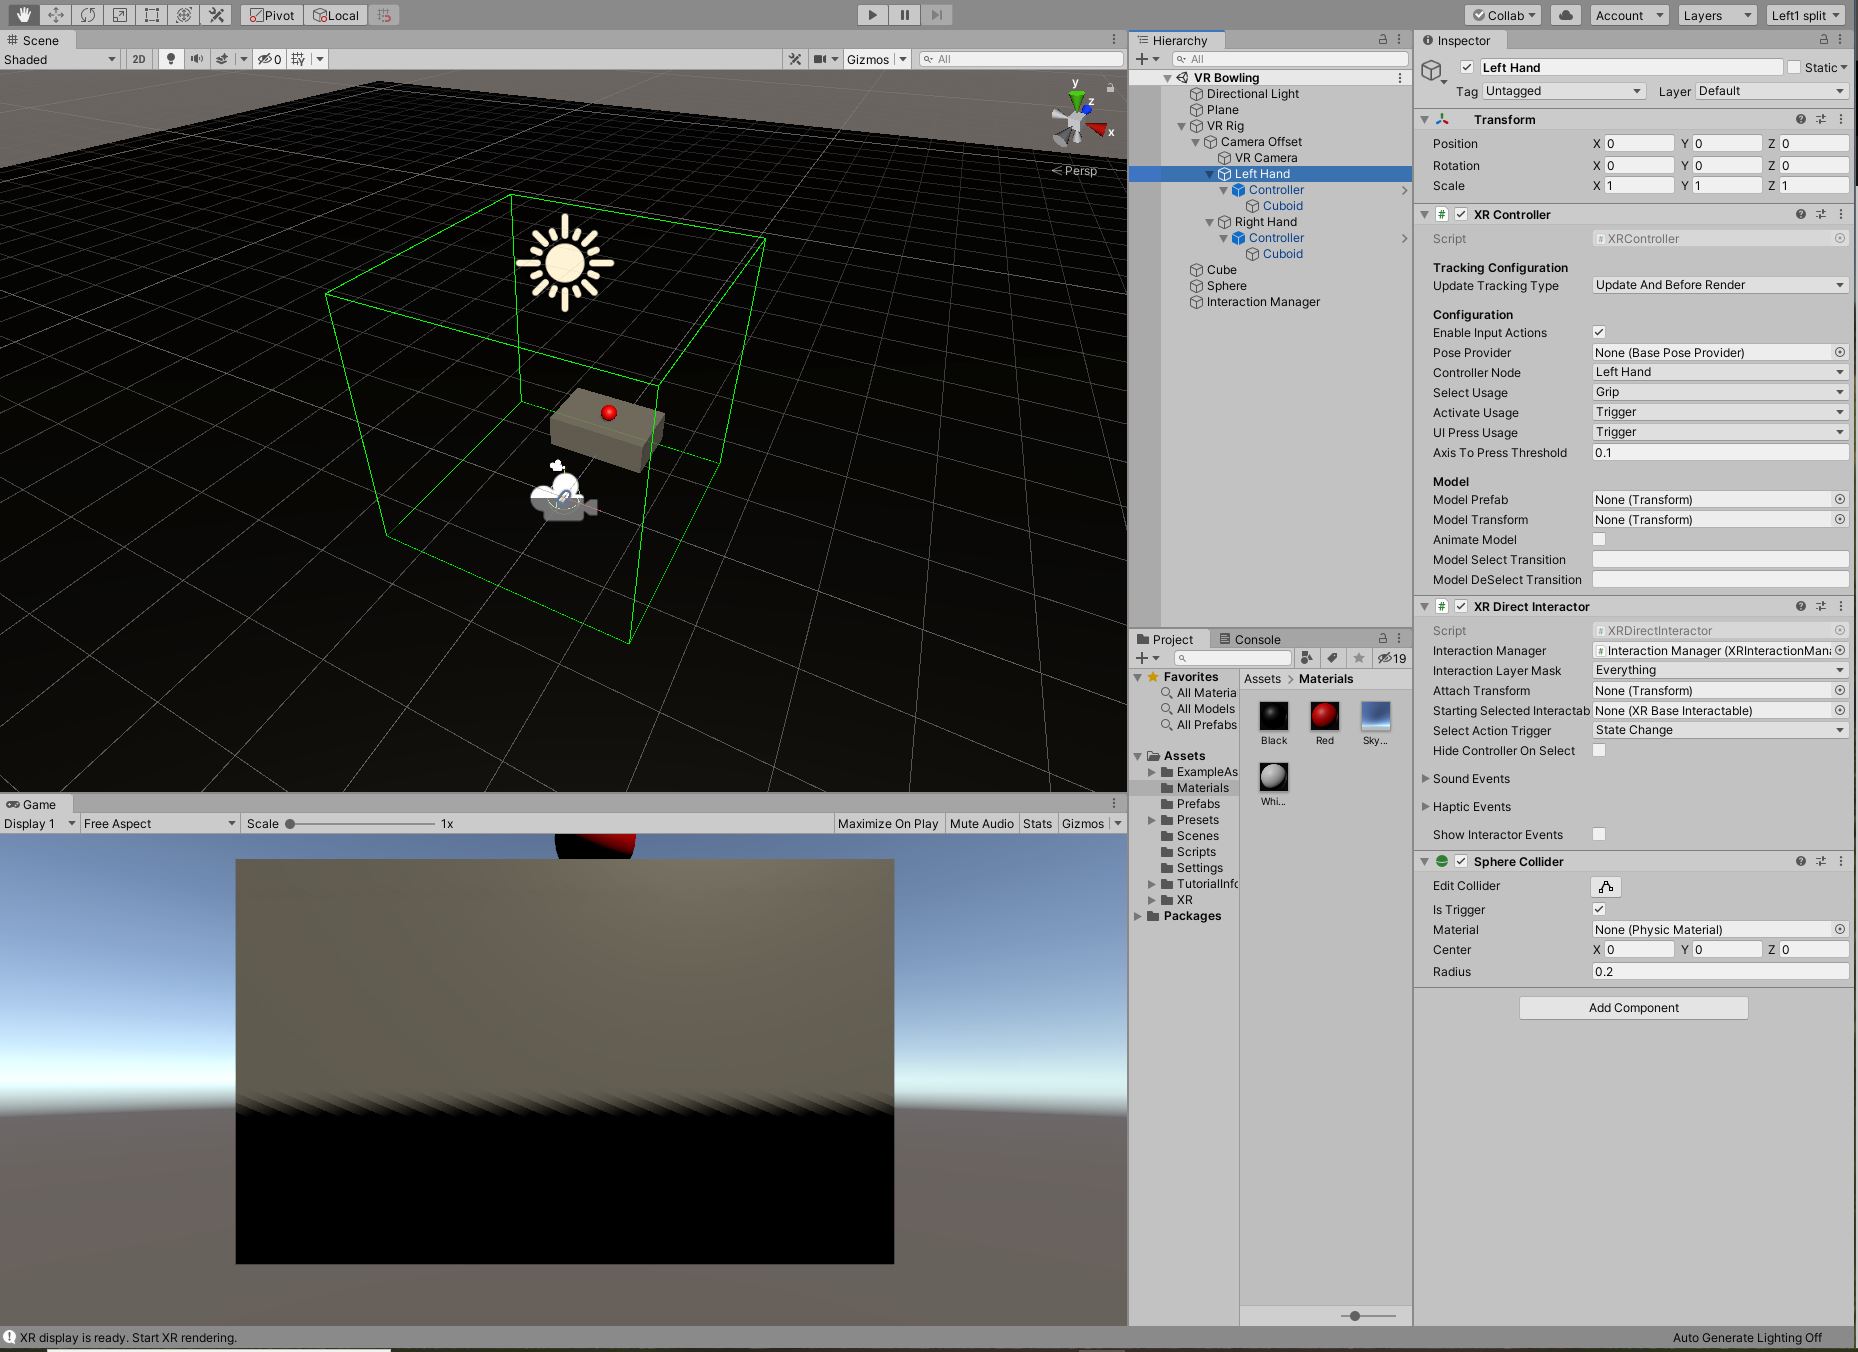 Pivot Local Collab Account Layers Left1 split
Scene
Shaded 2D 0 Gizmos All
y
z
x
Persp
Game
Display 1 Free Aspect Scale 1x Maximize On Play Mute Audio Stats Gizmos
Hierarchy
All
VR Bowling
Directional Light
Plane
VR Rig
Camera Offset
VR Camera
Left Hand
Controller
Cuboid
Right Hand
Controller
Cuboid
Cube
Sphere
Interaction Manager
Project Console
19
Favorites
All Materia
All Models
All Prefabs
Assets
ExampleAs
Materials
Prefabs
Presets
Scenes
Scripts
Settings
TutorialInfo
XR
Packages
Assets > Materials
Black Red Sky...
Whi...
Inspector
Left Hand Static
Tag Untagged Layer Default
Transform
Position X 0 Y 0 Z 0
Rotation X 0 Y 0 Z 0
Scale X 1 Y 1 Z 1
# XR Controller
Script # XRController
Tracking Configuration
Update Tracking Type Update And Before Render
Configuration
Enable Input Actions
Pose Provider None (Base Pose Provider)
Controller Node Left Hand
Select Usage Grip
Activate Usage Trigger
UI Press Usage Trigger
Axis To Press Threshold 0.1
Model
Model Prefab None (Transform)
Model Transform None (Transform)
Animate Model
Model Select Transition
Model DeSelect Transition
# XR Direct Interactor
Script # XRDirectInteractor
Interaction Manager # Interaction Manager (XRInteractionMana
Interaction Layer Mask Everything
Attach Transform None (Transform)
Starting Selected Interactab None (XR Base Interactable)
Select Action Trigger State Change
Hide Controller On Select
Sound Events
Haptic Events
Show Interactor Events
Sphere Collider
Edit Collider
Is Trigger
Material None (Physic Material)
Center X 0 Y 0 Z 0
Radius 0.2
Add Component
XR display is ready. Start XR rendering.
Auto Generate Lighting Off